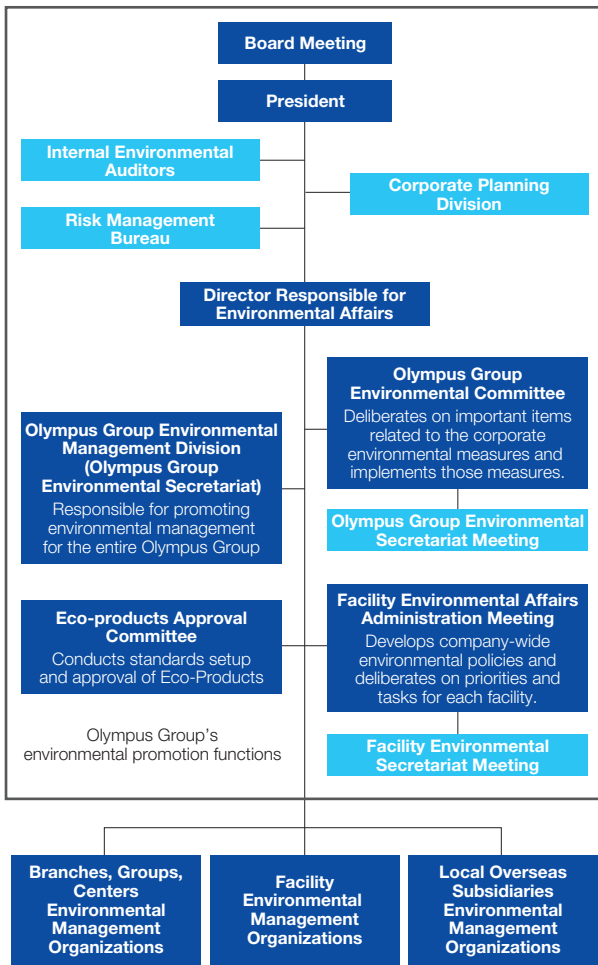 Board Meeting
President
Internal Environmental
Auditors
Corporate Planning
Division
Risk Management
Bureau
Director Responsible for
Environmental Affairs
Olympus Group
Environmental Committee
Deliberates on important items
related to the corporate
environmental measures and
implements those measures.
Olympus Group Environmental
Management Division
(Olympus Group
Environmental Secretariat)
Responsible for promoting
environmental management
for the entire Olympus Group
Olympus Group Environmental
Secretariat Meeting
Eco-products Approval
Committee
Conducts standards setup
and approval of Eco-Products
Facility Environmental Affairs
Administration Meeting
Develops company-wide
environmental policies and
deliberates on priorities and
tasks for each facility.
Olympus Group's
environmental promotion functions
Facility Environmental
Secretariat Meeting
Branches, Groups,
Centers
Environmental
Management
Organizations
Facility
Environmental
Management
Organizations
Local Overseas
Subsidiaries
Environmental
Management
Organizations